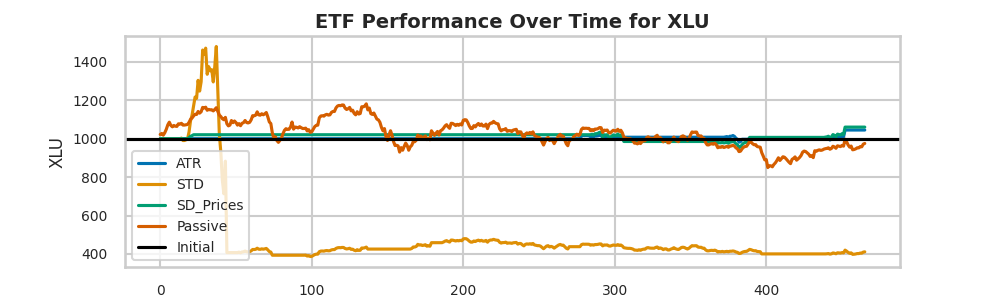 ETF Performance Over Time for XLU
XLU
1400
1200
1000
800
600
400
ATR
STD
SD_Prices
Passive
Initial
0 100 200 300 400